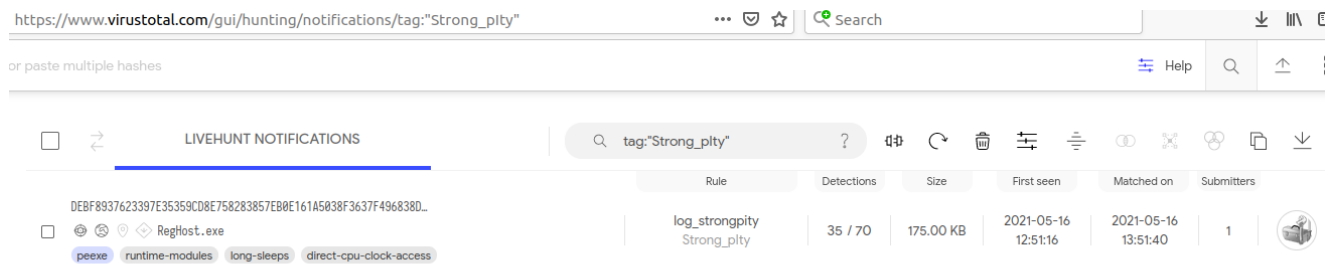 https://www.virustotal.com/gui/hunting/notifications/tag:"Strong_pIty"
Search
or paste multiple hashes
Help
LIVEHUNT NOTIFICATIONS
tag:"Strong_pIty"
Rule
Detections
Size
First seen
Matched on
Submitters
DEBF8937623397E35359CD8E758283857EB0E161A5038F3637F496838D…
RegHost.exe
peexe
runtime-modules
long-sleeps
direct-cpu-clock-access
log_strongpity
Strong_pIty
35 / 70
175.00 KB
2021-05-16
12:51:16
2021-05-16
13:51:40
1